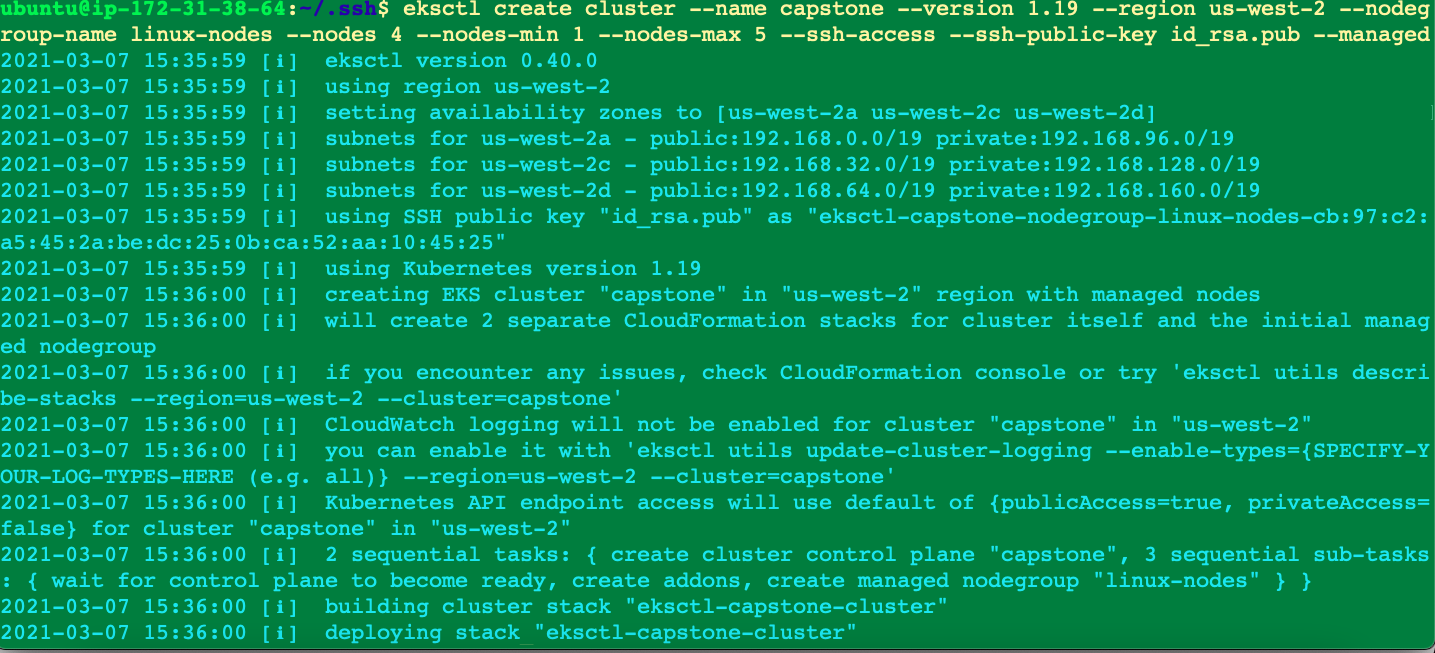 ubuntu@ip-172-31-38-64:~/.ssh$ eksctl create cluster --name capstone --version 1.19 --region us-west-2 --nodeg
roup-name linux-nodes --nodes 4 --nodes-min 1 --nodes-max 5 --ssh-access --ssh-public-key id_rsa.pub --managed
2021-03-07 15:35:59 [ℹ]  eksctl version 0.40.0
2021-03-07 15:35:59 [ℹ]  using region us-west-2
2021-03-07 15:35:59 [ℹ]  setting availability zones to [us-west-2a us-west-2c us-west-2d]
2021-03-07 15:35:59 [ℹ]  subnets for us-west-2a - public:192.168.0.0/19 private:192.168.96.0/19
2021-03-07 15:35:59 [ℹ]  subnets for us-west-2c - public:192.168.32.0/19 private:192.168.128.0/19
2021-03-07 15:35:59 [ℹ]  subnets for us-west-2d - public:192.168.64.0/19 private:192.168.160.0/19
2021-03-07 15:35:59 [ℹ]  using SSH public key "id_rsa.pub" as "eksctl-capstone-nodegroup-linux-nodes-cb:97:c2:
a5:45:2a:be:dc:25:0b:ca:52:aa:10:45:25"
2021-03-07 15:35:59 [ℹ]  using Kubernetes version 1.19
2021-03-07 15:36:00 [ℹ]  creating EKS cluster "capstone" in "us-west-2" region with managed nodes
2021-03-07 15:36:00 [ℹ]  will create 2 separate CloudFormation stacks for cluster itself and the initial manag
ed nodegroup
2021-03-07 15:36:00 [ℹ]  if you encounter any issues, check CloudFormation console or try 'eksctl utils descri
be-stacks --region=us-west-2 --cluster=capstone'
2021-03-07 15:36:00 [ℹ]  CloudWatch logging will not be enabled for cluster "capstone" in "us-west-2"
2021-03-07 15:36:00 [ℹ]  you can enable it with 'eksctl utils update-cluster-logging --enable-types={SPECIFY-Y
OUR-LOG-TYPES-HERE (e.g. all)} --region=us-west-2 --cluster=capstone'
2021-03-07 15:36:00 [ℹ]  Kubernetes API endpoint access will use default of {publicAccess=true, privateAccess=
false} for cluster "capstone" in "us-west-2"
2021-03-07 15:36:00 [ℹ]  2 sequential tasks: { create cluster control plane "capstone", 3 sequential sub-tasks
: { wait for control plane to become ready, create addons, create managed nodegroup "linux-nodes" } }
2021-03-07 15:36:00 [ℹ]  building cluster stack "eksctl-capstone-cluster"
2021-03-07 15:36:00 [ℹ]  deploying stack "eksctl-capstone-cluster"